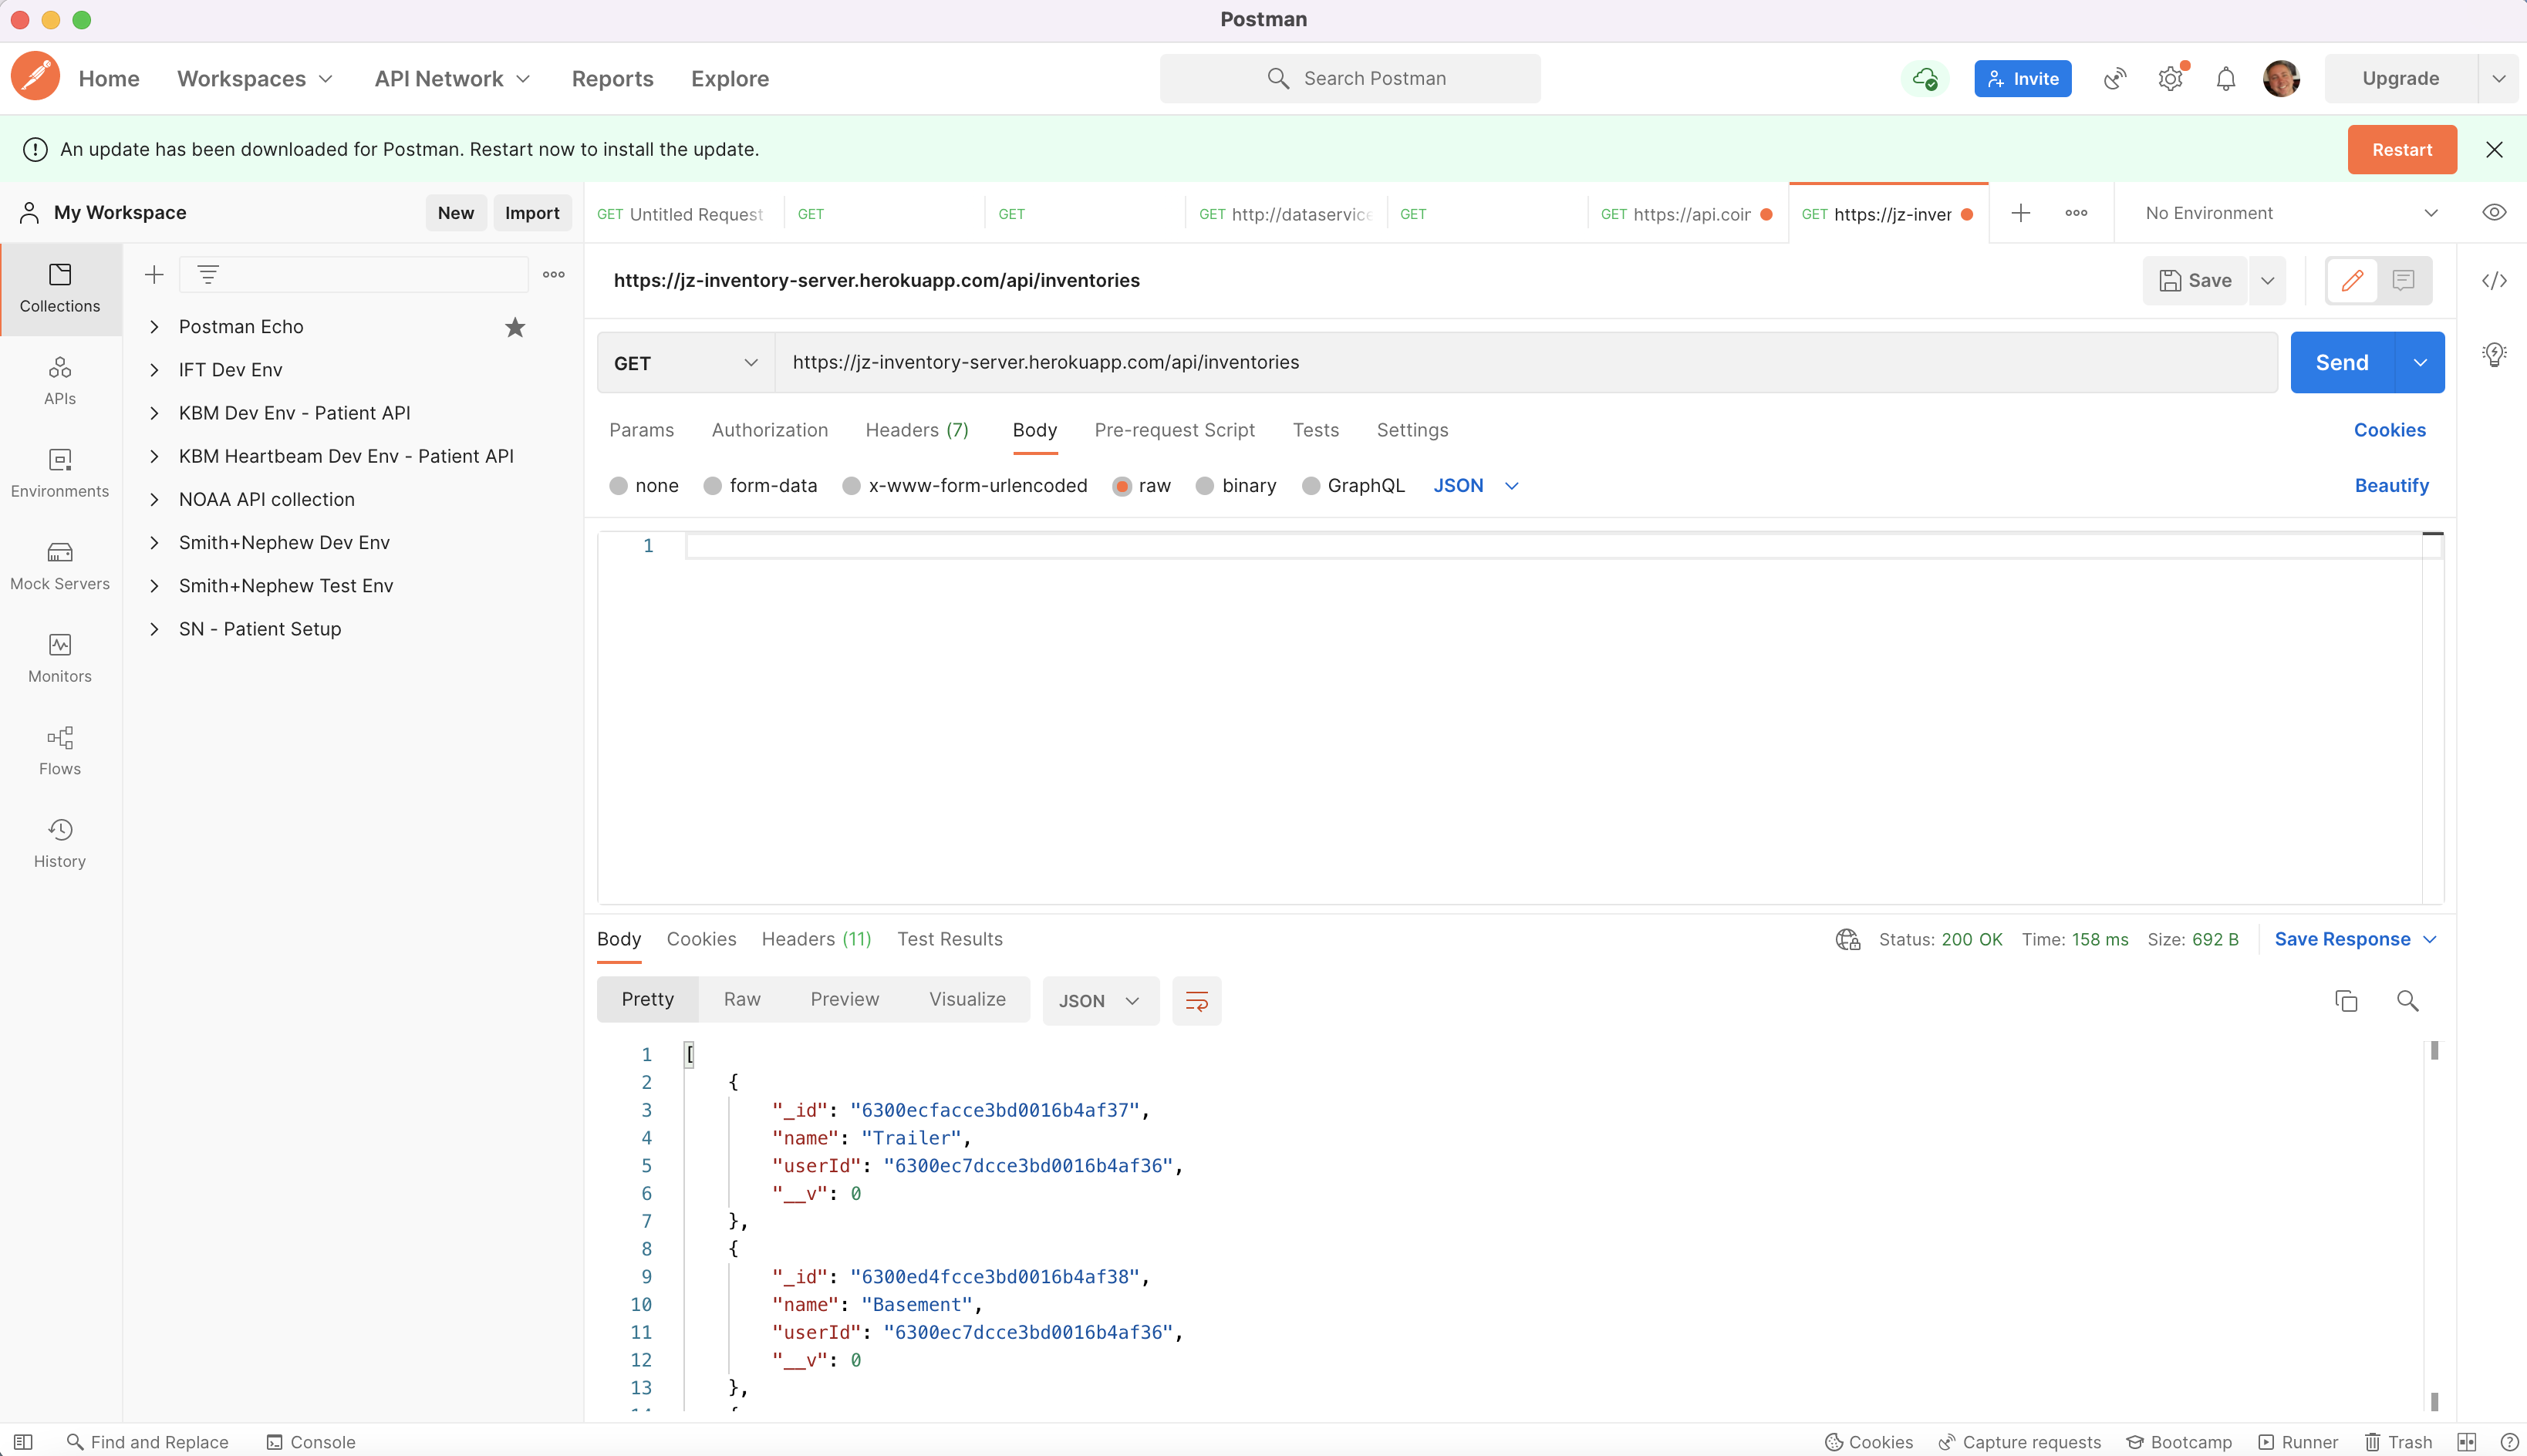 Postman
Home Workspaces API Network Reports Explore Search Postman Invite Upgrade
An update has been downloaded for Postman. Restart now to install the update. Restart
My Workspace New Import GET Untitled Request GET GET GET http://dataservice GET GET https://api.coir GET https://jz-inver No Environment
https://jz-inventory-server.herokuapp.com/api/inventories Save
GET https://jz-inventory-server.herokuapp.com/api/inventories Send
Params Authorization Headers (7) Body Pre-request Script Tests Settings Cookies
none form-data x-www-form-urlencoded raw binary GraphQL JSON Beautify
1
Collections
APIs
Environments
Mock Servers
Monitors
Flows
History
Postman Echo
IFT Dev Env
KBM Dev Env - Patient API
KBM Heartbeam Dev Env - Patient API
NOAA API collection
Smith+Nephew Dev Env
Smith+Nephew Test Env
SN - Patient Setup
Body Cookies Headers (11) Test Results Status: 200 OK Time: 158 ms Size: 692 B Save Response
Pretty Raw Preview Visualize JSON
1 [
2 {
3 "_id": "6300ecfacce3bd0016b4af37",
4 "name": "Trailer",
5 "userId": "6300ec7dcce3bd0016b4af36",
6 "__v": 0
7 },
8 {
9 "_id": "6300ed4fcce3bd0016b4af38",
10 "name": "Basement",
11 "userId": "6300ec7dcce3bd0016b4af36",
12 "__v": 0
13 },
Find and Replace Console Cookies Capture requests Bootcamp Runner Trash